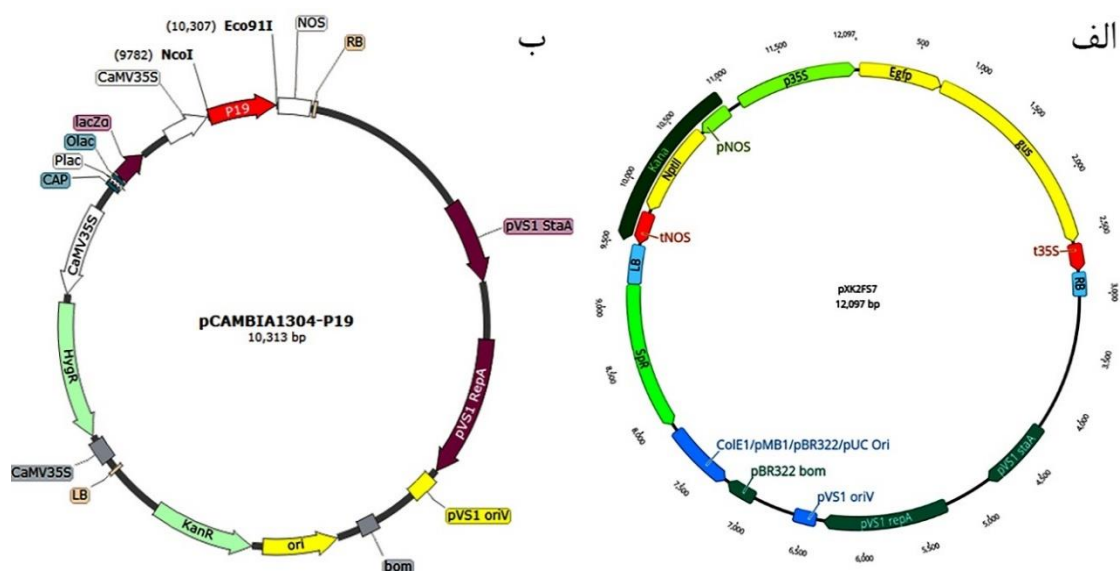 ب
(10,307) Eco91I
NOS
RB
(9782) NcoI
CaMV35S
P19
lacZα
Olac
Plac
CAP
CaMV35S
pVS1 StaA
pCAMBIA1304-P19
10,313 bp
HygR
pVS1 RepA
CaMV35S
LB
KanR
ori
bom
pVS1 oriV
الف
12,097
500
1,000
1,500
2,000
2,500
3,000
3,500
4,000
4,500
5,000
5,500
6,000
6,500
7,000
7,500
8,000
8,500
9,000
9,500
10,000
10,500
11,000
11,500
p35S
Egfp
gus
t35S
RB
pNOS
Kana
NptII
tNOS
LB
pXK2FS7
12,097 bp
SpR
ColE1/pMB1/pBR322/pUC Ori
pBR322 bom
pVS1 oriV
pVS1 repA
pVS1 staA